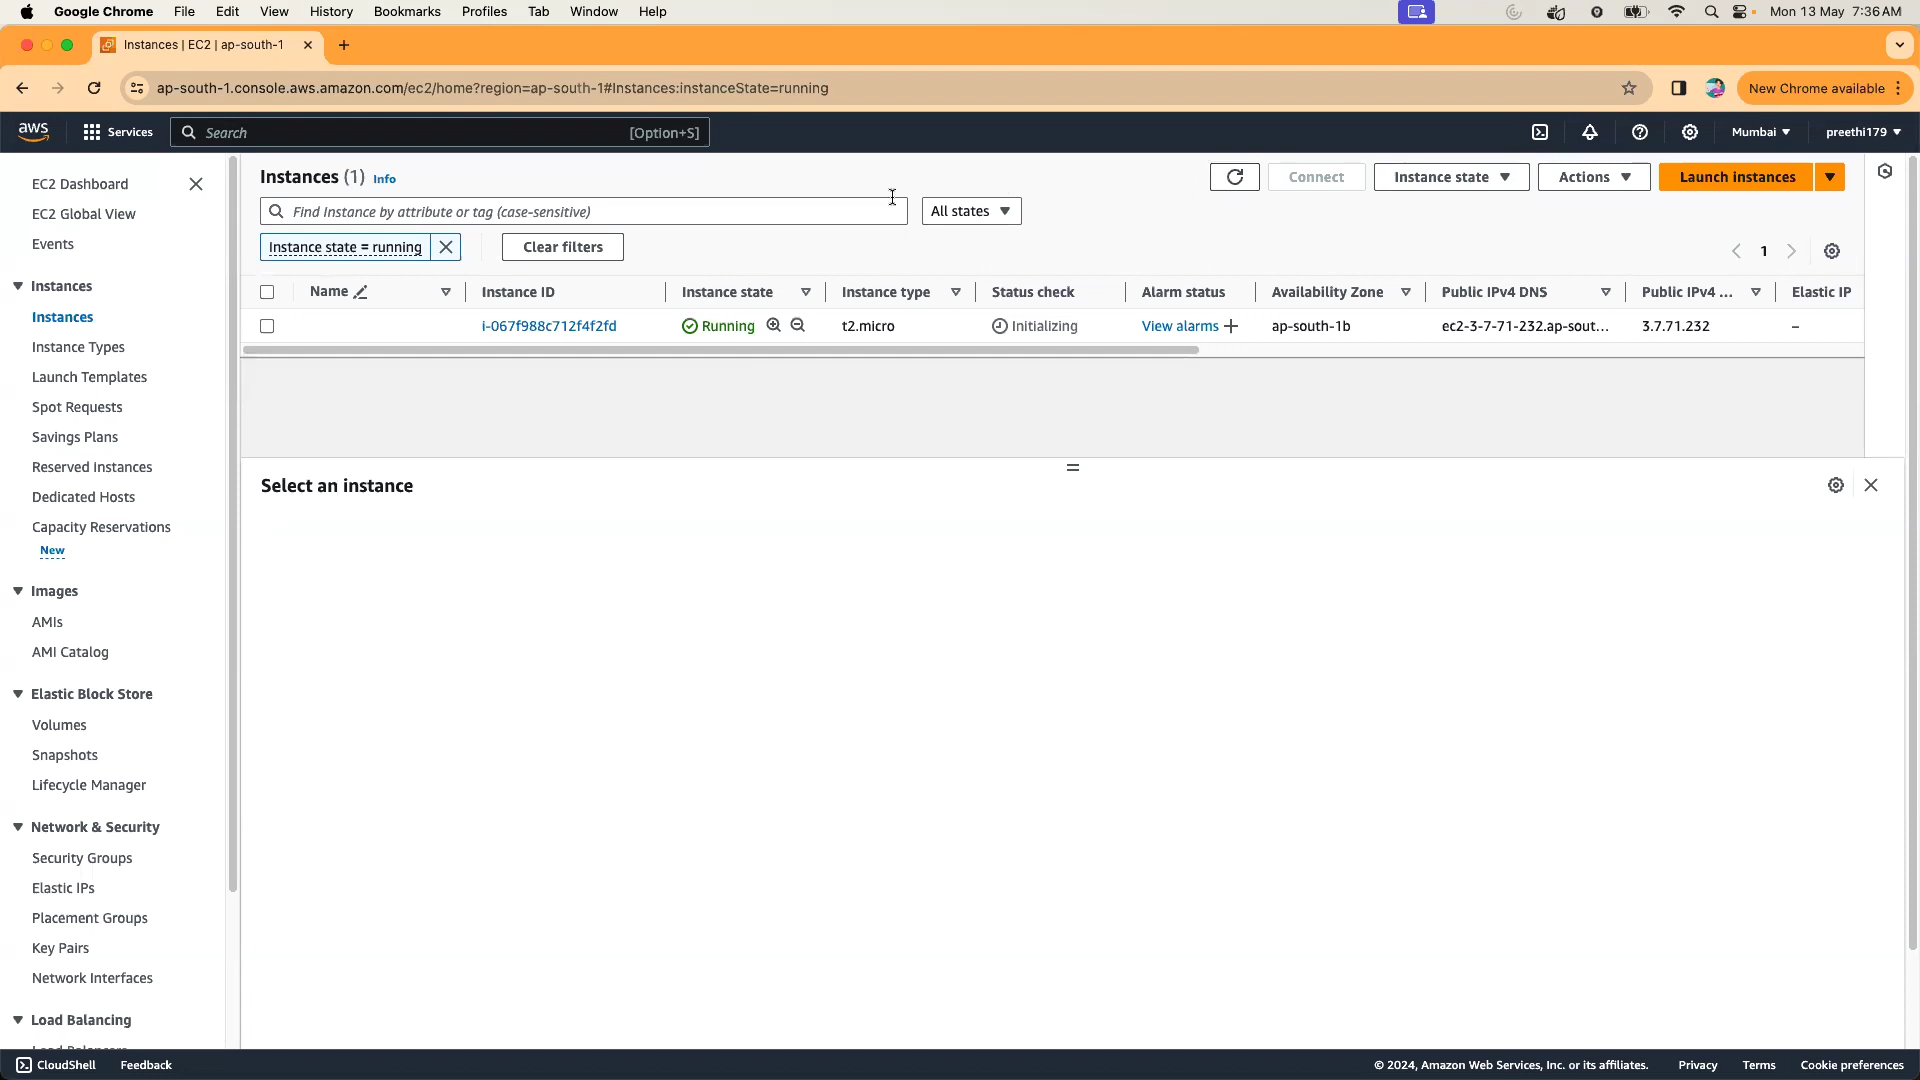 Google Chrome File Edit View History Bookmarks Profiles Tab Window Help Mon 13 May 7:36 AM
Instances | EC2 | ap-south-1
ap-south-1.console.aws.amazon.com/ec2/home?region=ap-south-1#Instances:instanceState=running New Chrome available
aws Services Search [Option+S] Mumbai preethi179
EC2 Dashboard
EC2 Global View
Events
Instances
Instances
Instance Types
Launch Templates
Spot Requests
Savings Plans
Reserved Instances
Dedicated Hosts
Capacity Reservations
New
Images
AMIs
AMI Catalog
Elastic Block Store
Volumes
Snapshots
Lifecycle Manager
Network & Security
Security Groups
Elastic IPs
Placement Groups
Key Pairs
Network Interfaces
Load Balancing
Load Balancers
Instances (1) Info Connect Instance state Actions Launch instances
Find Instance by attribute or tag (case-sensitive) All states
Instance state = running Clear filters 1
Name Instance ID Instance state Instance type Status check Alarm status Availability Zone Public IPv4 DNS Public IPv4 ... Elastic IP
i-067f988c712f4f2fd Running t2.micro Initializing View alarms ap-south-1b ec2-3-7-71-232.ap-sout... 3.7.71.232 –
Select an instance
CloudShell Feedback © 2024, Amazon Web Services, Inc. or its affiliates. Privacy Terms Cookie preferences